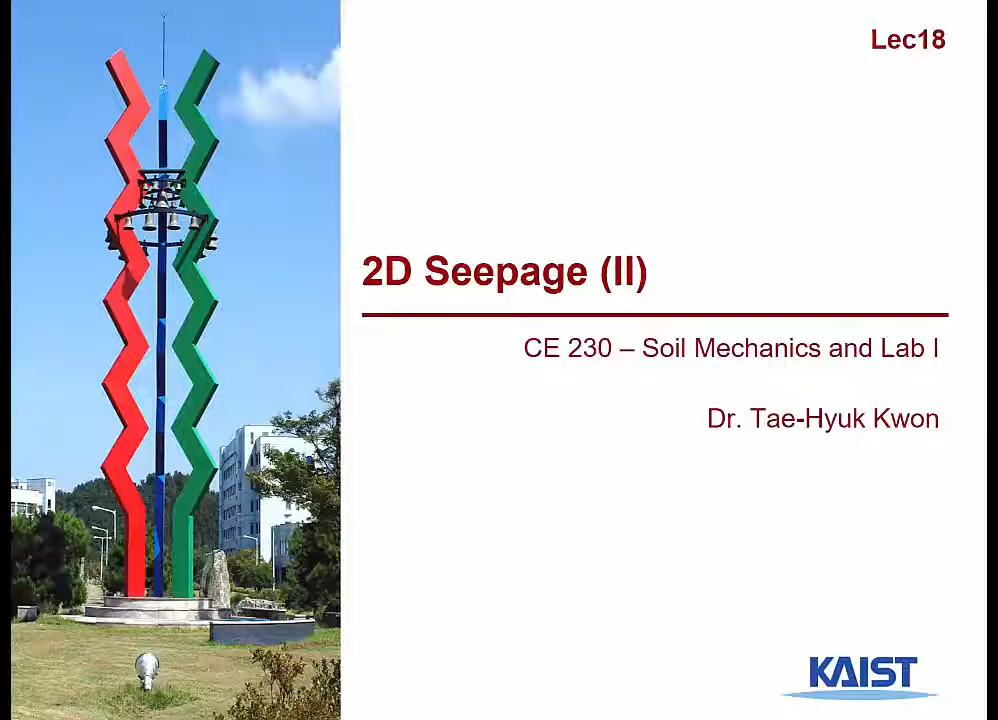 Lec18
2D Seepage (II)
CE 230 – Soil Mechanics and Lab I
Dr. Tae-Hyuk Kwon
KAIST